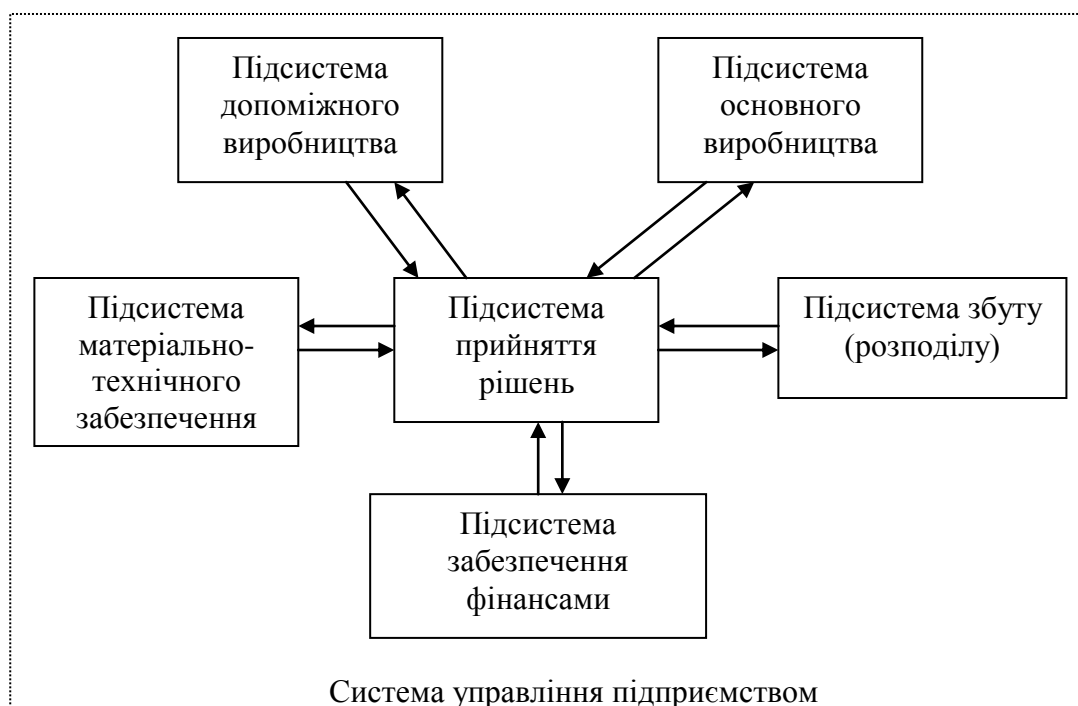 Підсистема
допоміжного
виробництва
Підсистема
основного
виробництва
Підсистема
матеріально-
технічного
забезпечення
Підсистема
прийняття
рішень
Підсистема збуту
(розподілу)
Підсистема
забезпечення
фінансами
Система управління підприємством